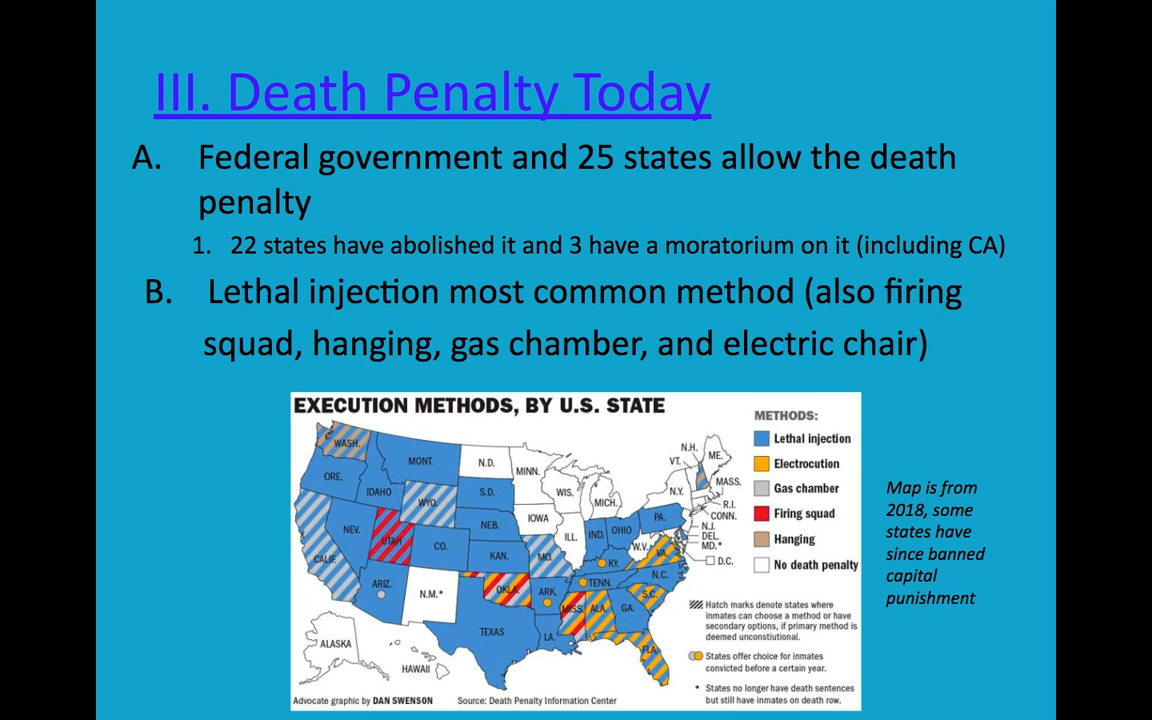 III. Death Penalty Today
A. Federal government and 25 states allow the death
penalty
1. 22 states have abolished it and 3 have a moratorium on it (including CA)
B. Lethal injection most common method (also firing
squad, hanging, gas chamber, and electric chair)
EXECUTION METHODS, BY U.S. STATE
METHODS:
Lethal injection
Electrocution
Gas chamber
Firing squad
Hanging
No death penalty
WASH.
ORE.
MONT.
IDAHO
WYO.
N.D.
S.D.
MINN.
WIS.
MICH.
NEV.
UTAH
CO.
NEB.
IOWA
ILL.
IND.
OHIO
PA.
N.Y.
VT.
N.H.
ME.
MASS.
R.I.
CONN.
N.J.
DEL.
MD.*
D.C.
CALIF.
ARIZ.
N.M.*
KAN.
MO.
KY.
W.V.
VA.
OKLA.
ARK.
TENN.
N.C.
S.C.
TEXAS
LA.
MISS.
ALA.
GA.
FLA.
ALASKA
HAWAII
Hatch marks denote states where
inmates can choose a method or have
secondary options, if primary method is
deemed unconstiutional.
States offer choice for inmates
convicted before a certain year.
* States no longer have death sentences
but still have inmates on death row.
Advocate graphic by DAN SWENSON
Source: Death Penalty Information Center
Map is from
2018, some
states have
since banned
capital
punishment